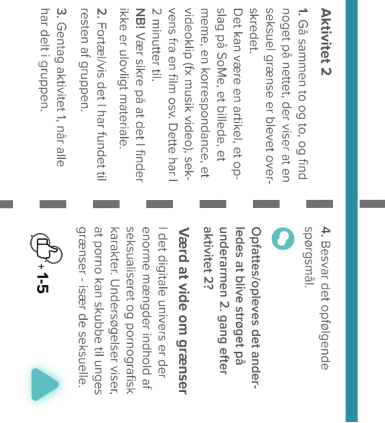 Aktivitet 2
1. Gå sammen to og to, og find
noget på nettet, der viser at en
seksuel grænse er blevet over-
skredet.
Det kan være en artikel, et op-
slag på SoMe, et billede, et
meme, en korrespondance, et
videoklip (fx musik video), sek-
vens fra en film osv. Dette har I
2 minutter til.
NB! Vær sikre på at det I finder
ikke er ulovligt materiale.
2. Fortæl/vis det I har fundet til
resten af gruppen.
3. Gentag aktivitet 1, når alle
har delt i gruppen.
4. Besvar det opfølgende
spørgsmål.
Opfattes/opleves det ander-
ledes at blive strøget på
underarmen 2. gang efter
aktivitet 2?
Værd at vide om grænser
I det digitale univers er der
enorme mængder indhold af
seksualiseret og pornografisk
karakter. Undersøgelser viser,
at porno kan skubbe til unges
grænser - især de seksuelle.
+ 1-5